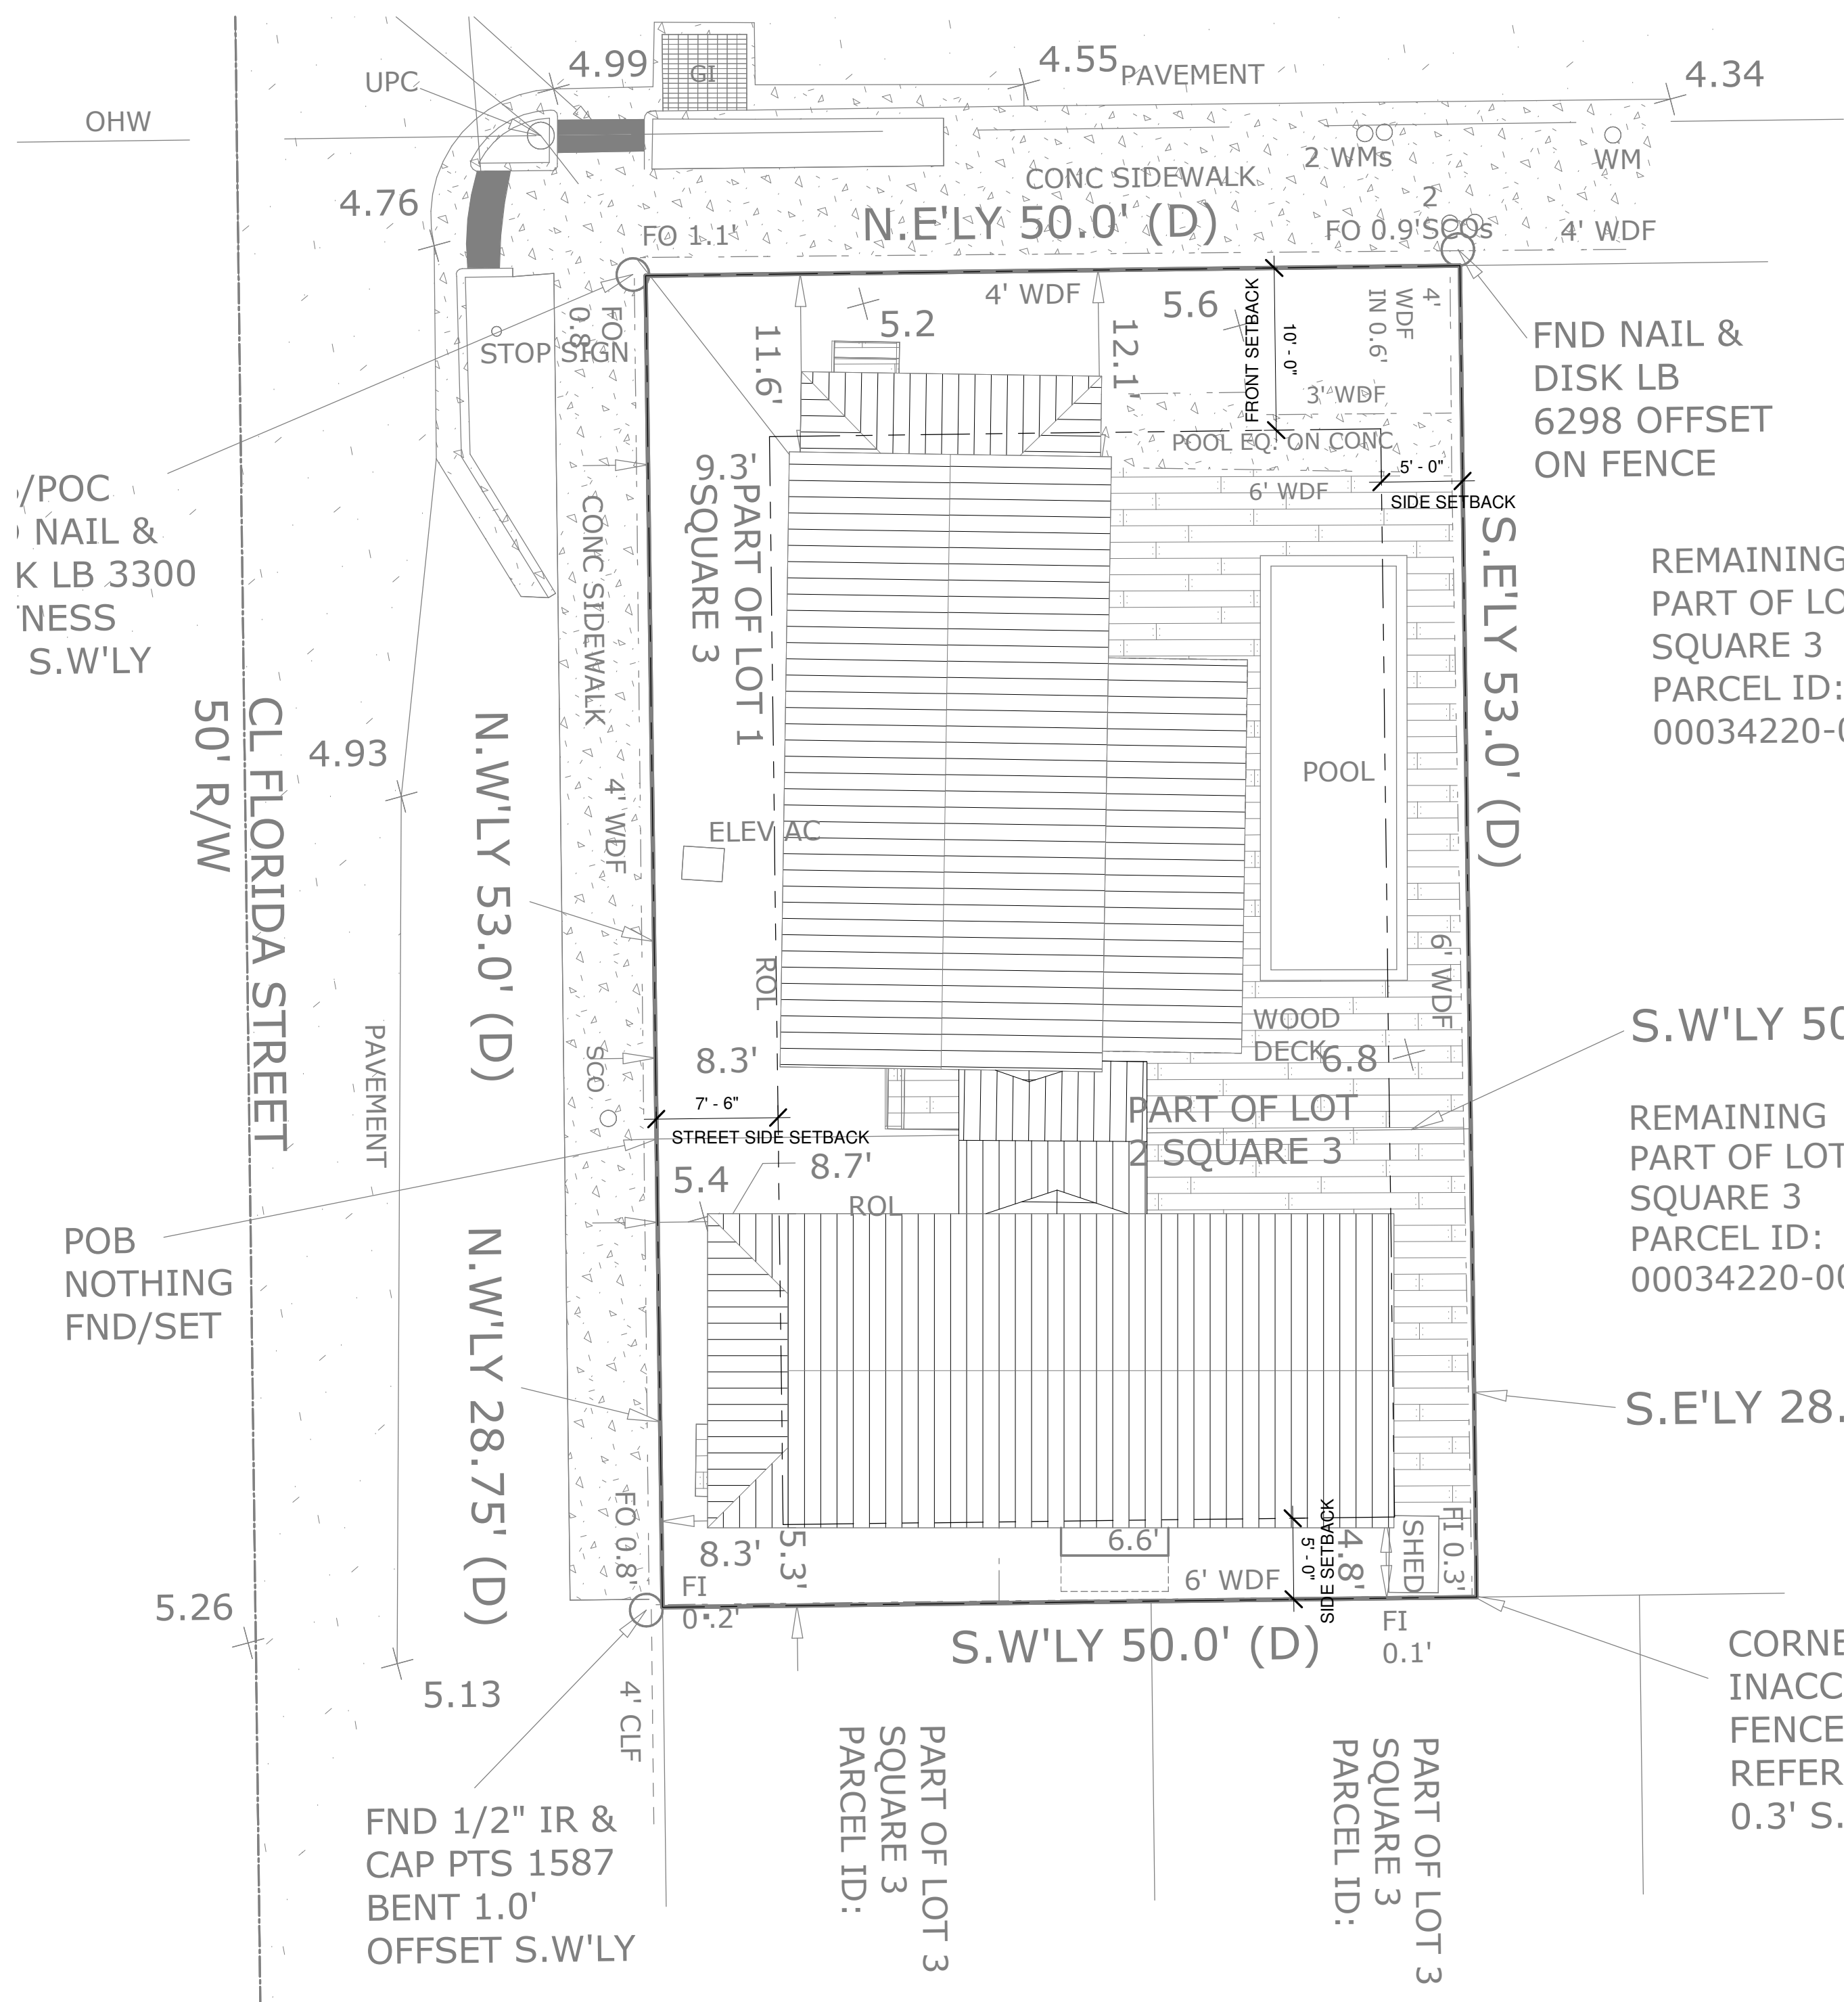 4.99
4.55
PAVEMENT
4.34
UPC
GI
OHW
2 WMs
WM
CONC SIDEWALK
4.76
2
SCOs
FO 1.1'
N.E'LY 50.0' (D)
FO 0.9'
4' WDF
4' WDF
5.6
5.2
FO
0.8'
STOP SIGN
11.6'
12.1'
FRONT SETBACK
10' - 0"
4'
WDF
IN 0.6'
FND NAIL &
DISK LB
6298 OFFSET
ON FENCE
3' WDF
POOL EQ. ON CONC
5' - 0"
SIDE SETBACK
6' WDF
/POC
NAIL &
K LB 3300
NESS
S.W'LY
9.3'
PART OF LOT 1
SQUARE 3
CONC SIDEWALK
S.E'LY 53.0' (D)
REMAINING
PART OF LO
SQUARE 3
PARCEL ID:
00034220-0
CL FLORIDA STREET
50' R/W
4.93
N.W'LY 53.0' (D)
4' WDF
ELEV AC
POOL
ROL
6' WDF
WOOD
DECK
6.8
S.W'LY 50
PAVEMENT
SCO
8.3'
7' - 6"
STREET SIDE SETBACK
PART OF LOT
2 SQUARE 3
REMAINING
PART OF LOT
SQUARE 3
PARCEL ID:
00034220-00
8.7'
5.4
ROL
POB
NOTHING
FND/SET
N.W'LY 28.75' (D)
S.E'LY 28.
FO 0.8'
8.3'
5.3'
6.6'
5' - 0"
SIDE SETBACK
4.8'
SHED
FI 0.3'
6' WDF
FI
0.2'
FI
0.1'
5.26
S.W'LY 50.0' (D)
5.13
4' CLF
CORNE
INACC
FENCE
REFER
0.3' S.
PART OF LOT 3
SQUARE 3
PARCEL ID:
PART OF LOT 3
SQUARE 3
PARCEL ID:
FND 1/2" IR &
CAP PTS 1587
BENT 1.0'
OFFSET S.W'LY